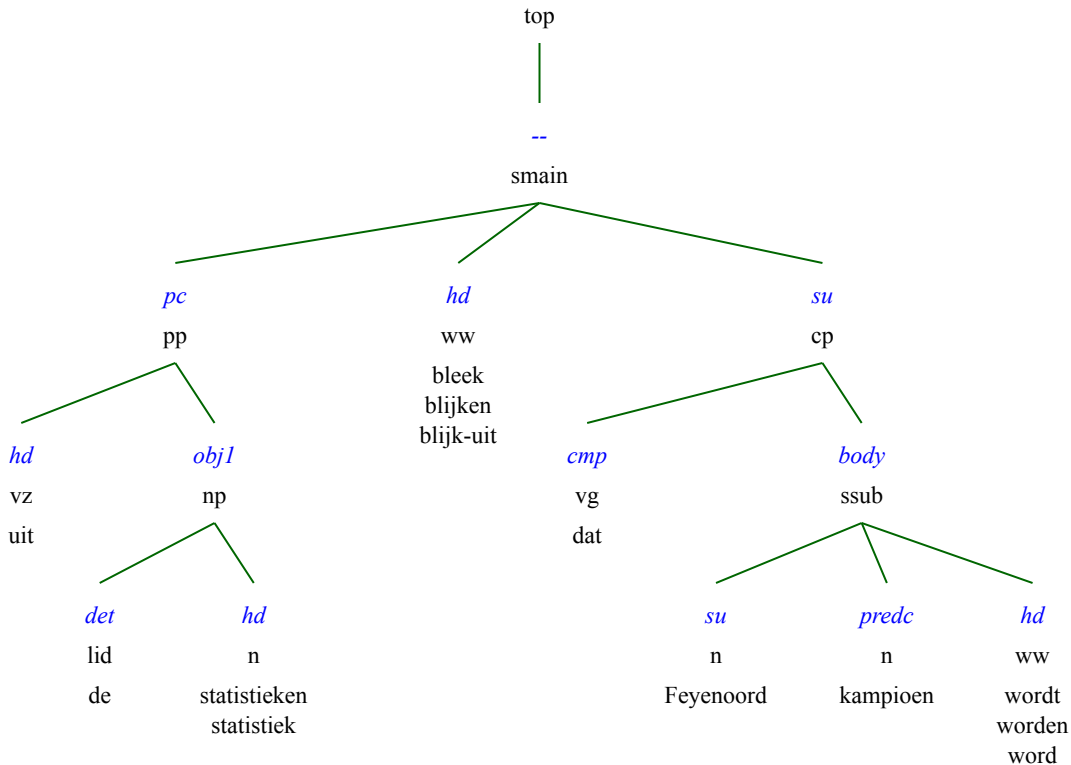 top
--
smain
pc hd su
pp ww cp
bleek
blijken
blijk-uit
hd obj1 cmp body
vz np vg ssub
uit dat
det hd su predc hd
lid n n n ww
de statistieken Feyenoord kampioen wordt
statistiek worden
word